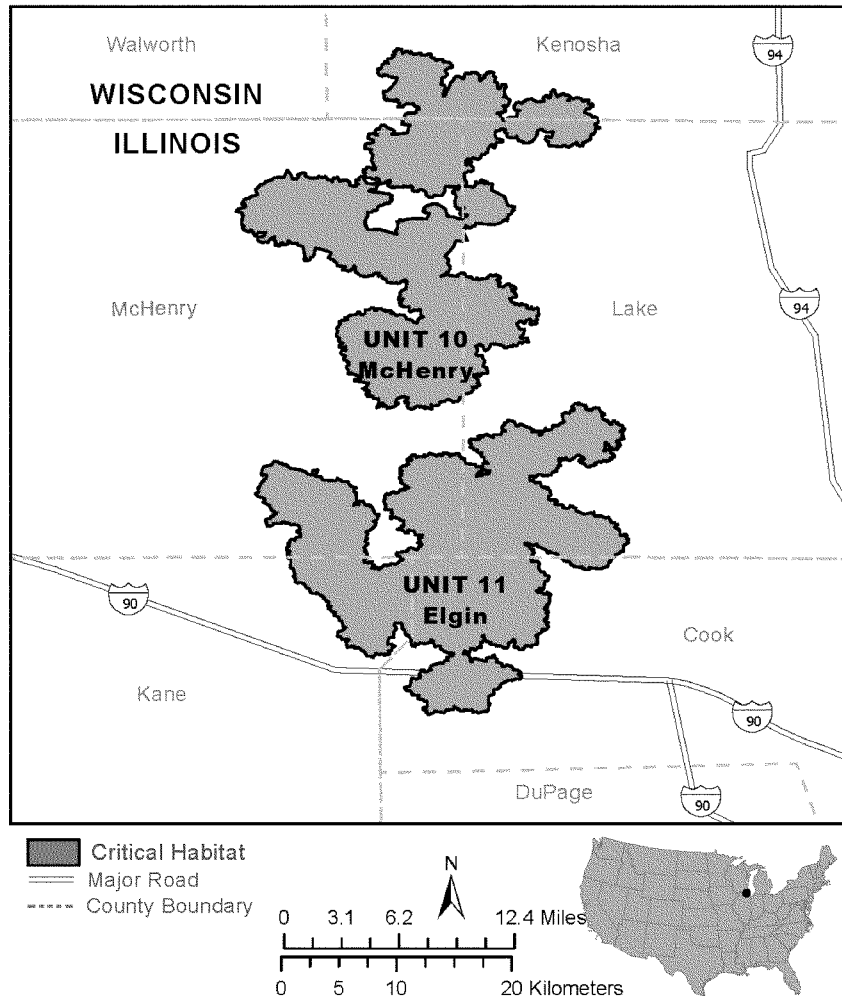 Walworth
Kenosha
94
WISCONSIN
ILLINOIS
McHenry
Lake
94
UNIT 10
McHenry
UNIT 11
Elgin
90
Cook
Kane
90
DuPage
90
Critical Habitat
Major Road
County Boundary
N
0 3.1 6.2 12.4 Miles
0 5 10 20 Kilometers